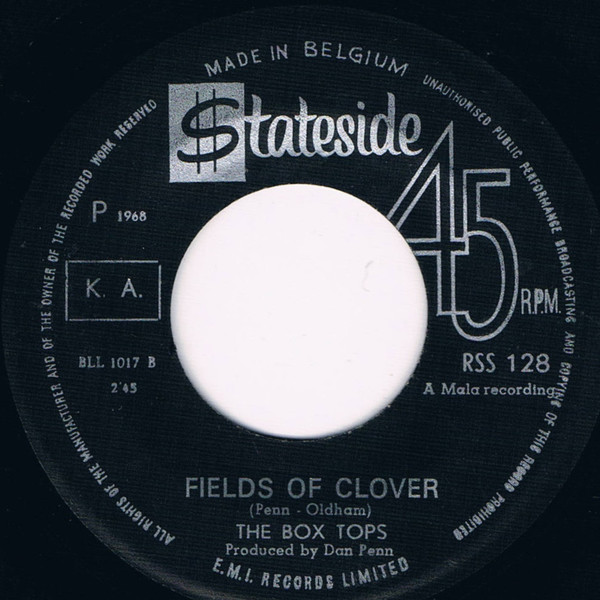 MADE IN BELGIUM
UNAUTHORISED PUBLIC PERFORMANCE BROADCASTING AND COPYING OF THIS RECORD PROHIBITED
ALL RIGHTS OF THE MANUFACTURER AND OF THE OWNER OF THE RECORDED WORK RESERVED
$tateside
45
R.P.M.
P 1968
K. A.
BLL 1017 B
2'45
RSS 128
A Mala recording
FIELDS OF CLOVER
(Penn - Oldham)
THE BOX TOPS
Produced by Dan Penn
E.M.I. RECORDS LIMITED